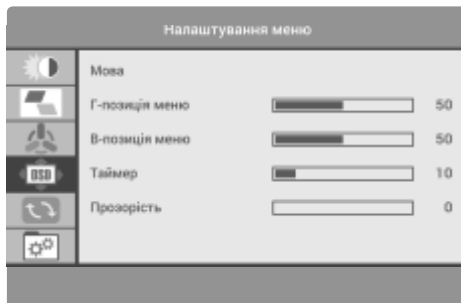 Налаштування меню
Мова
Г-позиція меню 50
В-позиція меню 50
OSD Таймер 10
Прозорість 0